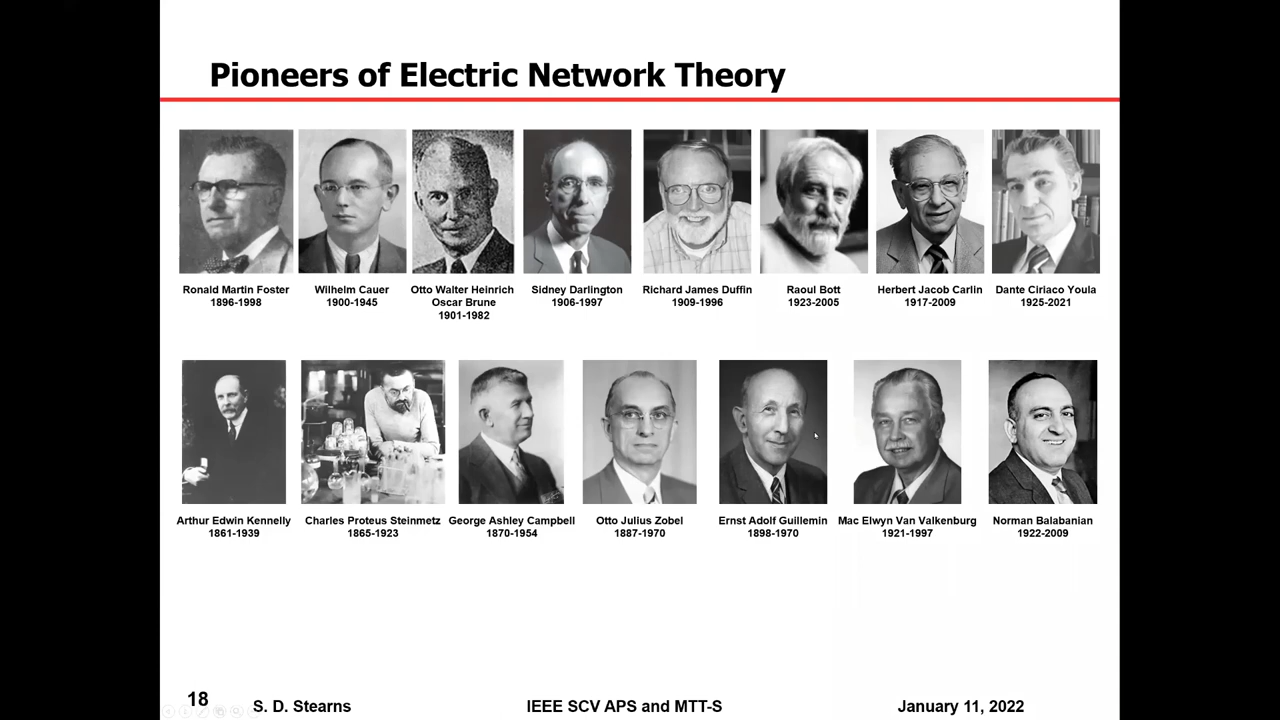 Pioneers of Electric Network Theory
Ronald Martin Foster
1896-1998
Wilhelm Cauer
1900-1945
Otto Walter Heinrich
Oscar Brune
1901-1982
Sidney Darlington
1906-1997
Richard James Duffin
1909-1996
Raoul Bott
1923-2005
Herbert Jacob Carlin
1917-2009
Dante Ciriaco Youla
1925-2021
Arthur Edwin Kennelly
1861-1939
Charles Proteus Steinmetz
1865-1923
George Ashley Campbell
1870-1954
Otto Julius Zobel
1887-1970
Ernst Adolf Guillemin
1898-1970
Mac Elwyn Van Valkenburg
1921-1997
Norman Balabanian
1922-2009
18
S. D. Stearns
IEEE SCV APS and MTT-S
January 11, 2022